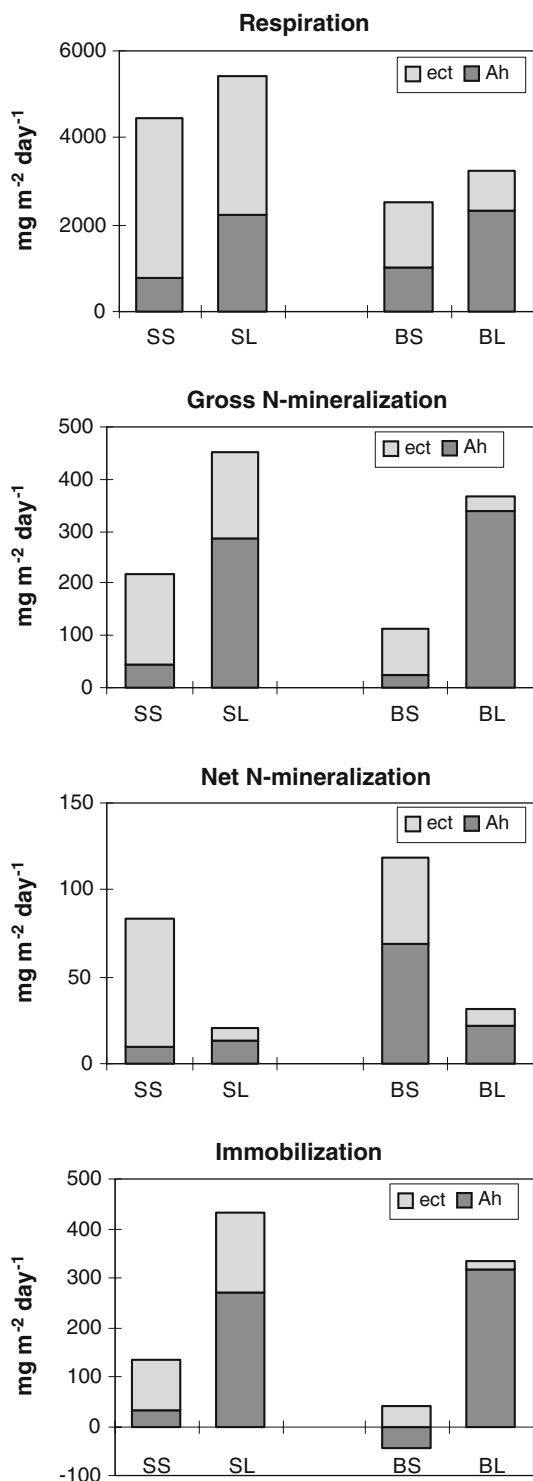 Respiration
6000
4000
2000
0
mg m⁻² day⁻¹
ect Ah
SS SL BS BL
Gross N-mineralization
500
400
300
200
100
0
mg m⁻² day⁻¹
ect Ah
SS SL BS BL
Net N-mineralization
150
100
50
0
mg m⁻² day⁻¹
ect Ah
SS SL BS BL
Immobilization
500
400
300
200
100
0
-100
mg m⁻² day⁻¹
ect Ah
SS SL BS BL